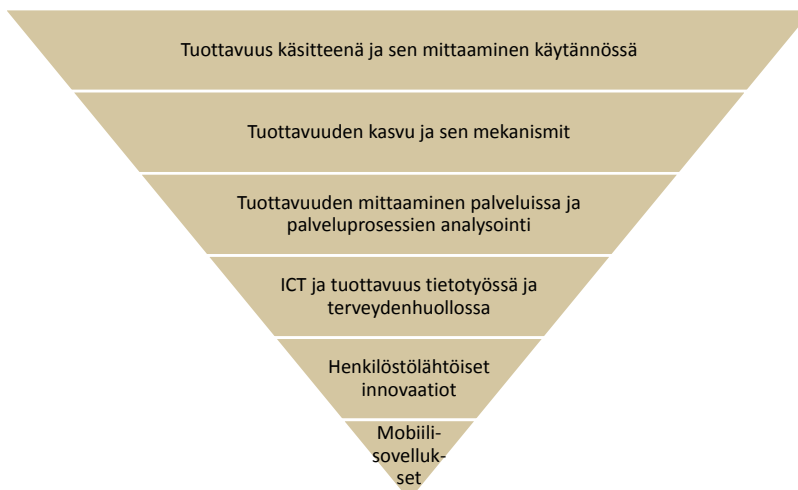 Tuottavuus käsitteenä ja sen mittaaminen käytännössä
Tuottavuuden kasvu ja sen mekanismit
Tuottavuuden mittaaminen palveluissa ja
palveluprosessien analysointi
ICT ja tuottavuus tietotyössä ja
terveydenhuollossa
Henkilöstölähtöiset
innovaatiot
Mobiili-
sovelluk-
set